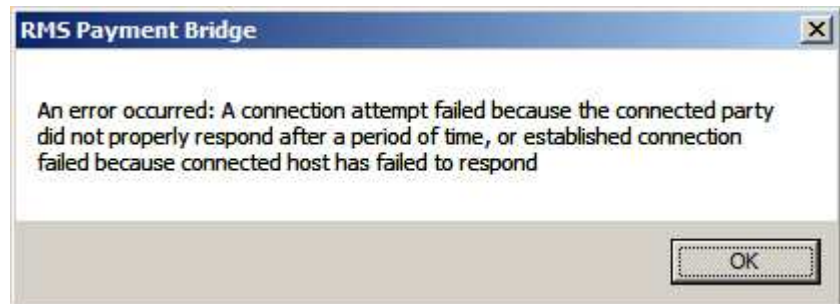 RMS Payment Bridge
An error occurred: A connection attempt failed because the connected party
did not properly respond after a period of time, or established connection
failed because connected host has failed to respond
OK